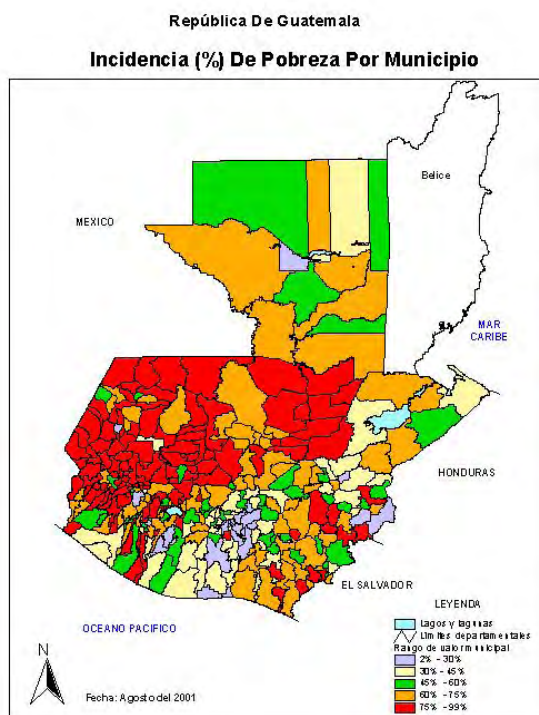 República De Guatemala
Incidencia (%) De Pobreza Por Municipio
Belice
MEXICO
MAR
CARIBE
HONDURAS
EL SALVADOR
OCEANO PACIFICO
LEYENDA
Lagos y lagunas
Límites departamentales
Rango de valor municipal
2% - 30%
30% - 45%
45% - 60%
60% - 75%
75% - 99%
N
Fecha: Agosto del 2001